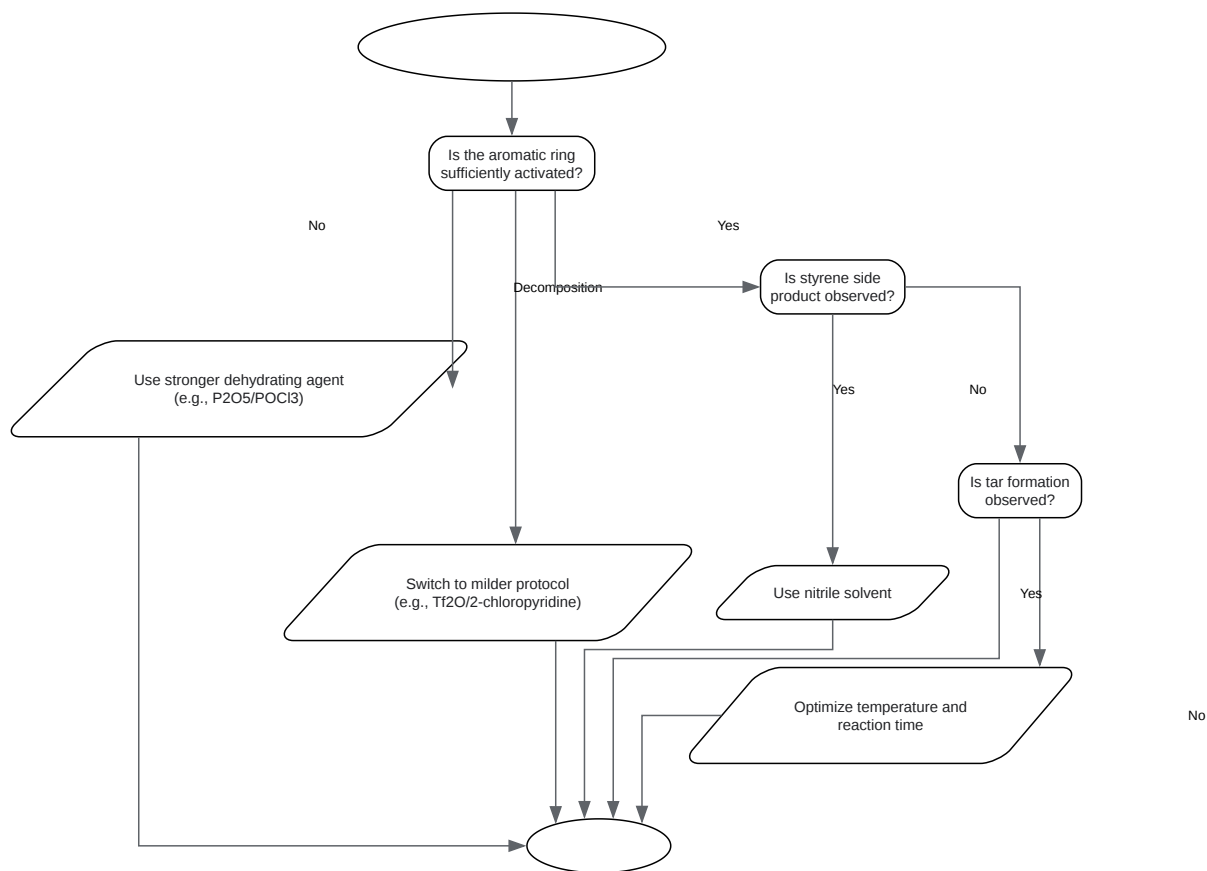 Is the aromatic ring
sufficiently activated?
No
Yes
Decomposition
Is styrene side
product observed?
Use stronger dehydrating agent
(e.g., P2O5/POCl3)
Yes
No
Is tar formation
observed?
Switch to milder protocol
(e.g., Tf2O/2-chloropyridine)
Use nitrile solvent
Yes
Optimize temperature and
reaction time
No